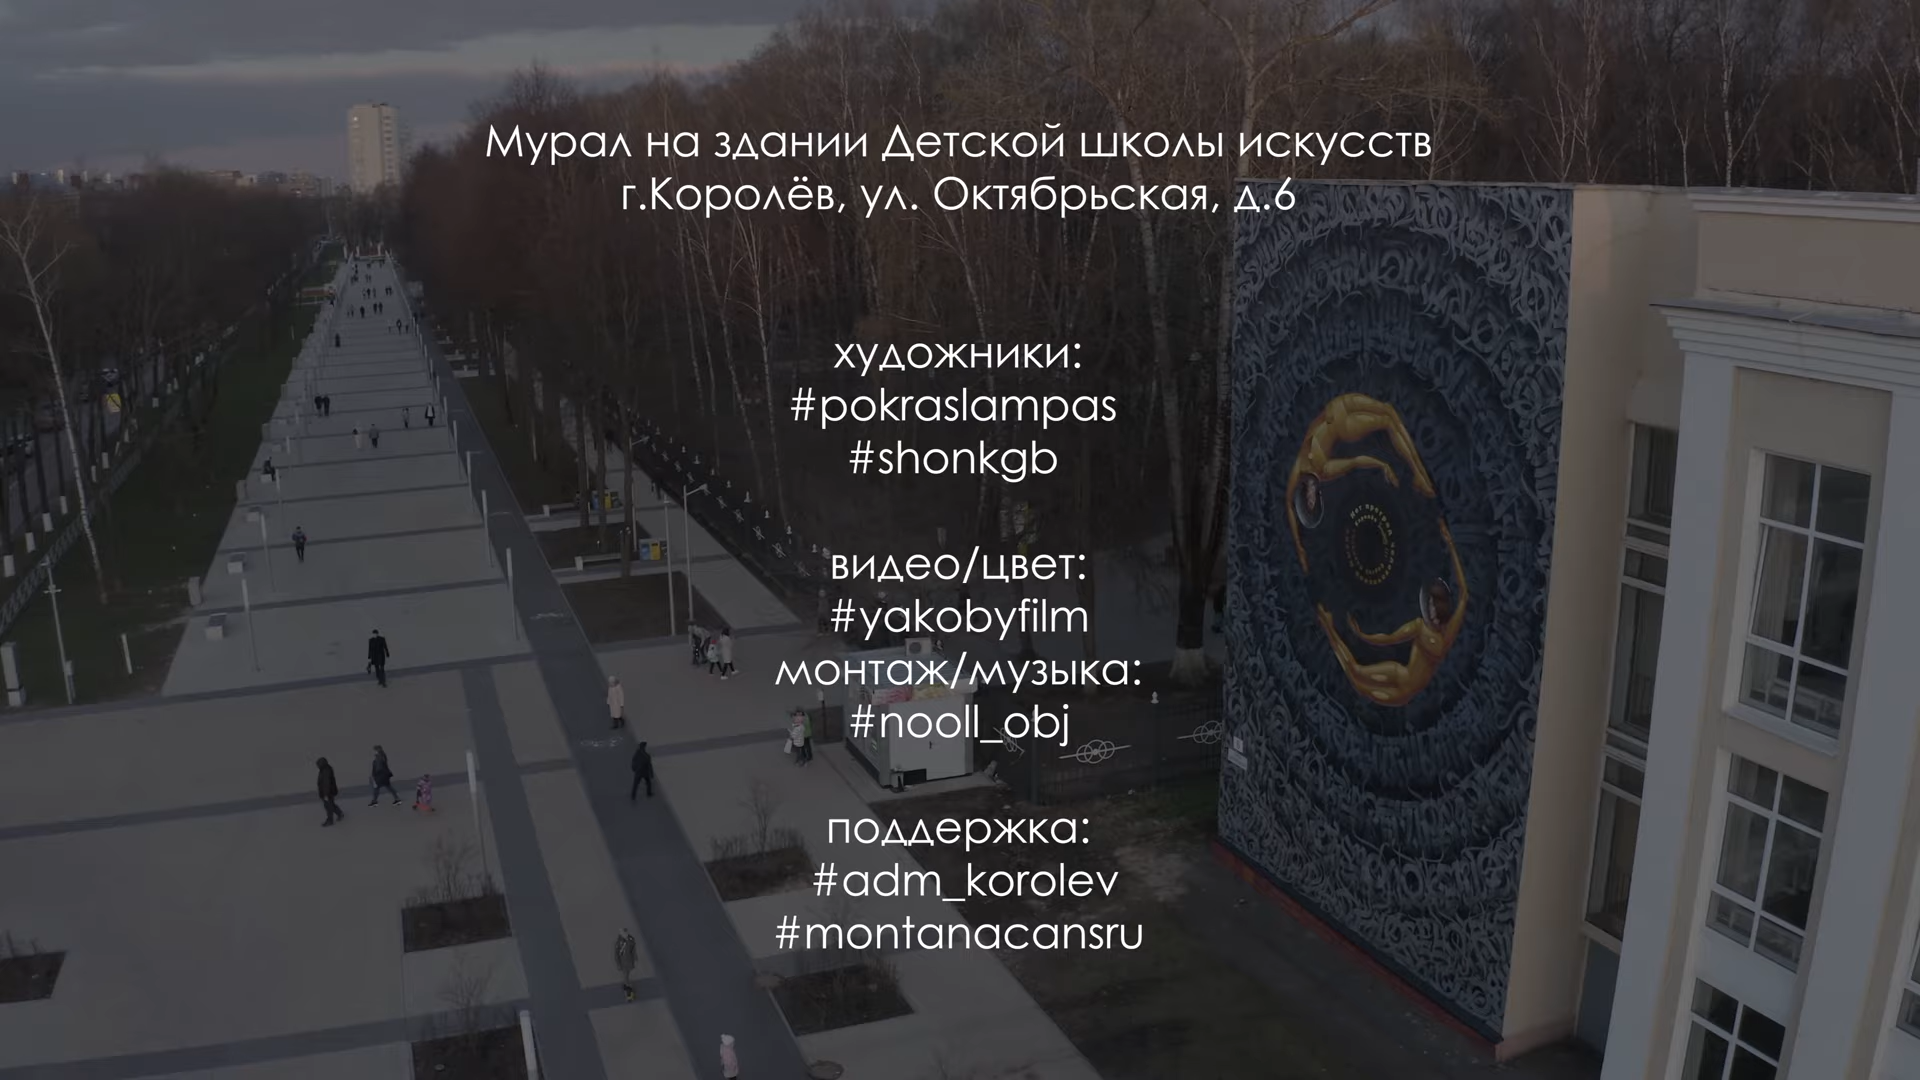 Мурал на здании Детской школы искусств
г.Королёв, ул. Октябрьская, д.6
художники:
#pokraslampas
#shonkgb
видео/цвет:
#yakobyfilm
монтаж/музыка:
#nooll_obj
поддержка:
#adm_korolev
#montanacansru